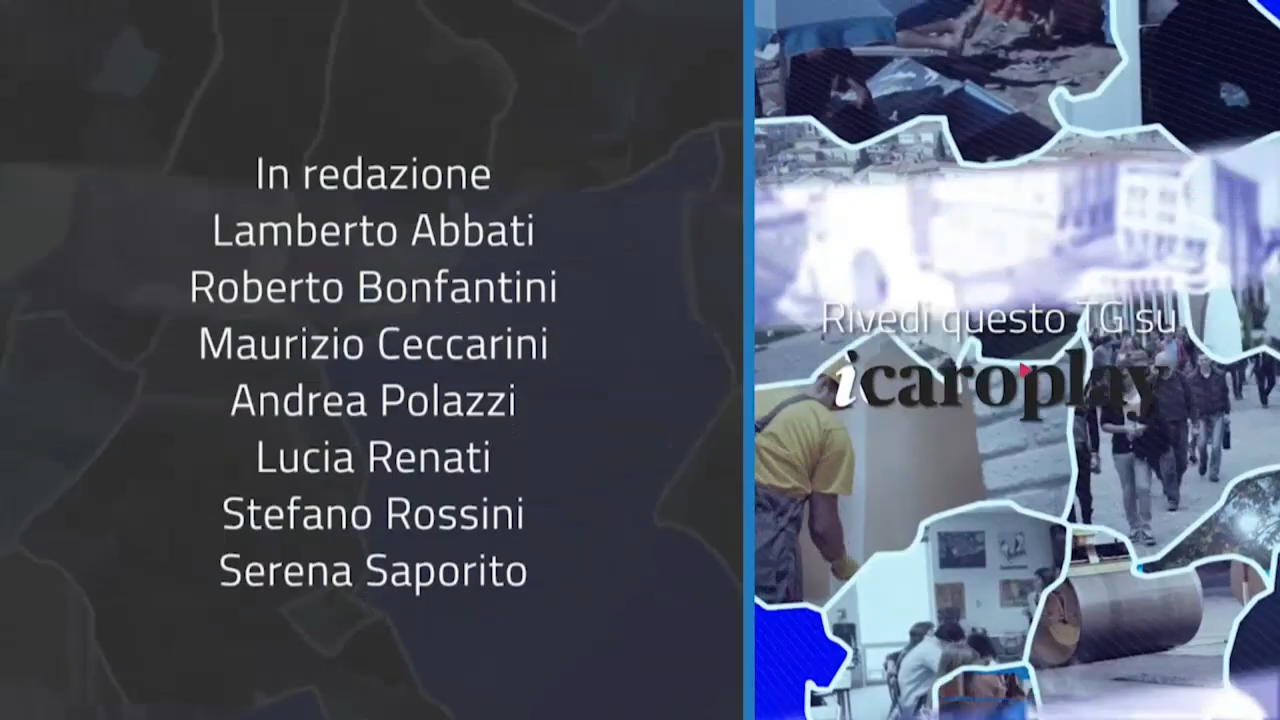 In redazione
Lamberto Abbati
Roberto Bonfantini
Maurizio Ceccarini
Andrea Polazzi
Lucia Renati
Stefano Rossini
Serena Saporito
Rivedi questo TG su
icaroplay